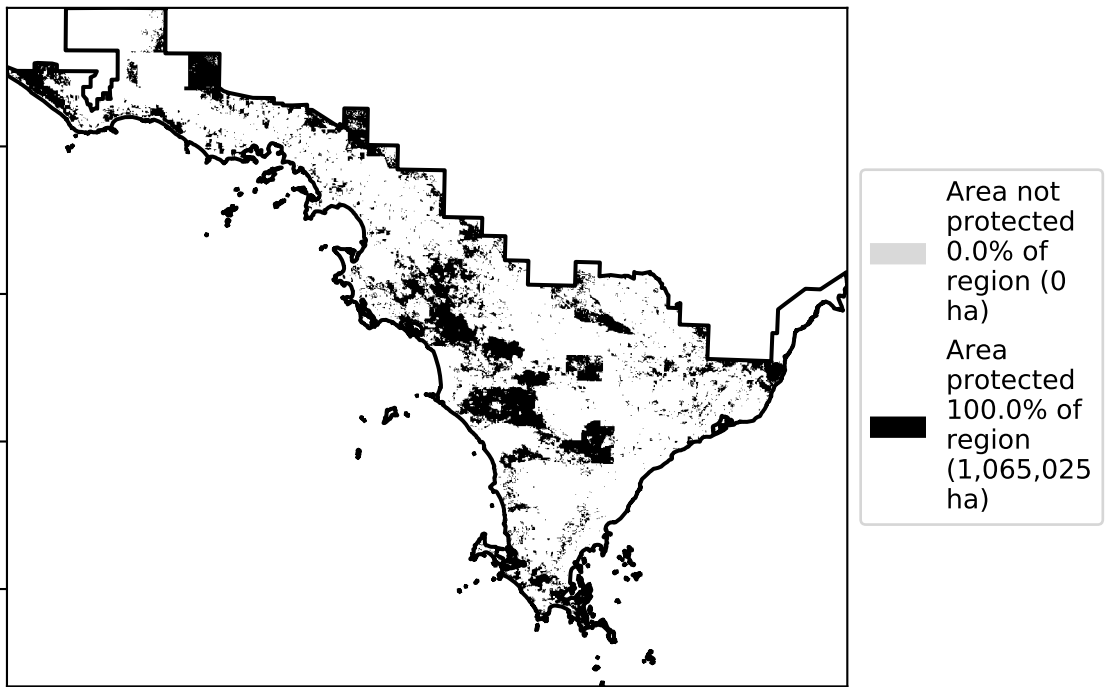 Area not
protected
0.0% of
region (0
ha)
Area
protected
100.0% of
region
(1,065,025
ha)